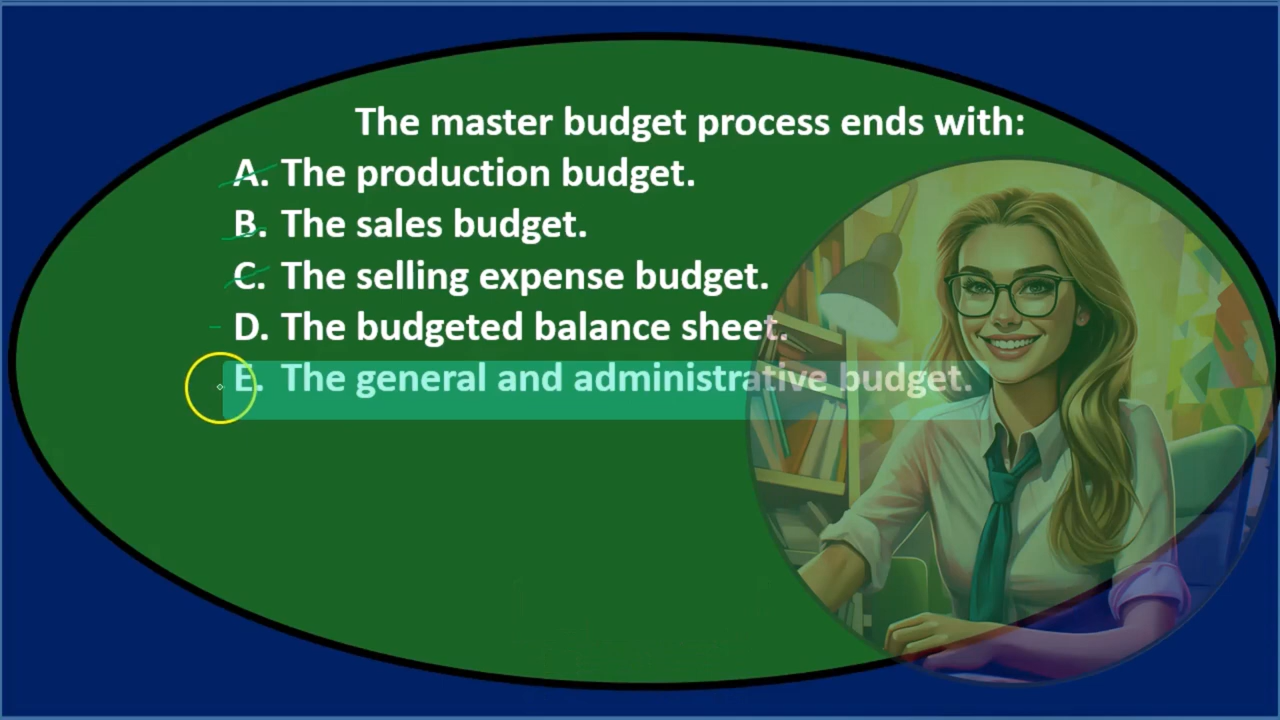 The master budget process ends with:
A. The production budget.
B. The sales budget.
C. The selling expense budget.
D. The budgeted balance sheet.
E. The general and administrative budget.